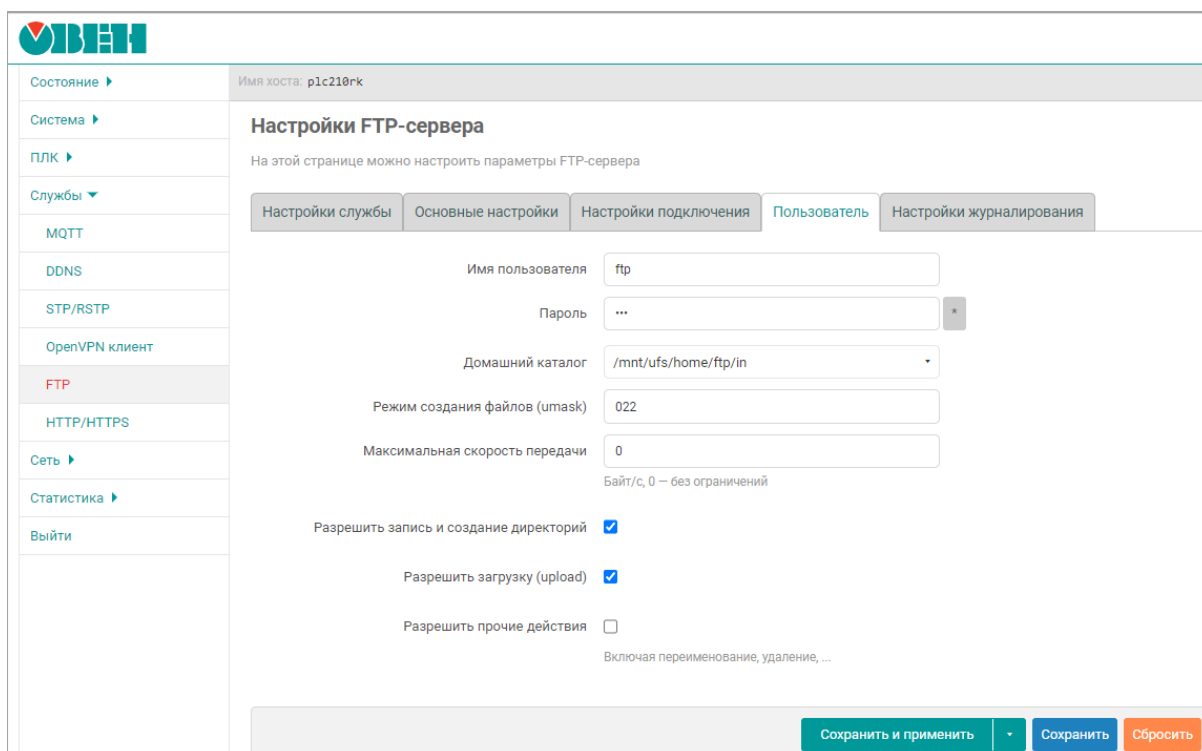 ОВЕН
Состояние
Имя хоста: plc210rk
Система
ПЛК
Службы
MQTT
DDNS
STP/RSTP
OpenVPN клиент
FTP
HTTP/HTTPS
Сеть
Статистика
Выйти
Настройки FTP-сервера
На этой странице можно настроить параметры FTP-сервера
Настройки службы Основные настройки Настройки подключения Пользователь Настройки журналирования
Имя пользователя ftp
Пароль ••• *
Домашний каталог /mnt/ufs/home/ftp/in
Режим создания файлов (umask) 022
Максимальная скорость передачи 0
Байт/с, 0 — без ограничений
Разрешить запись и создание директорий
Разрешить загрузку (upload)
Разрешить прочие действия
Включая переименование, удаление, ...
Сохранить и применить Сохранить Сбросить